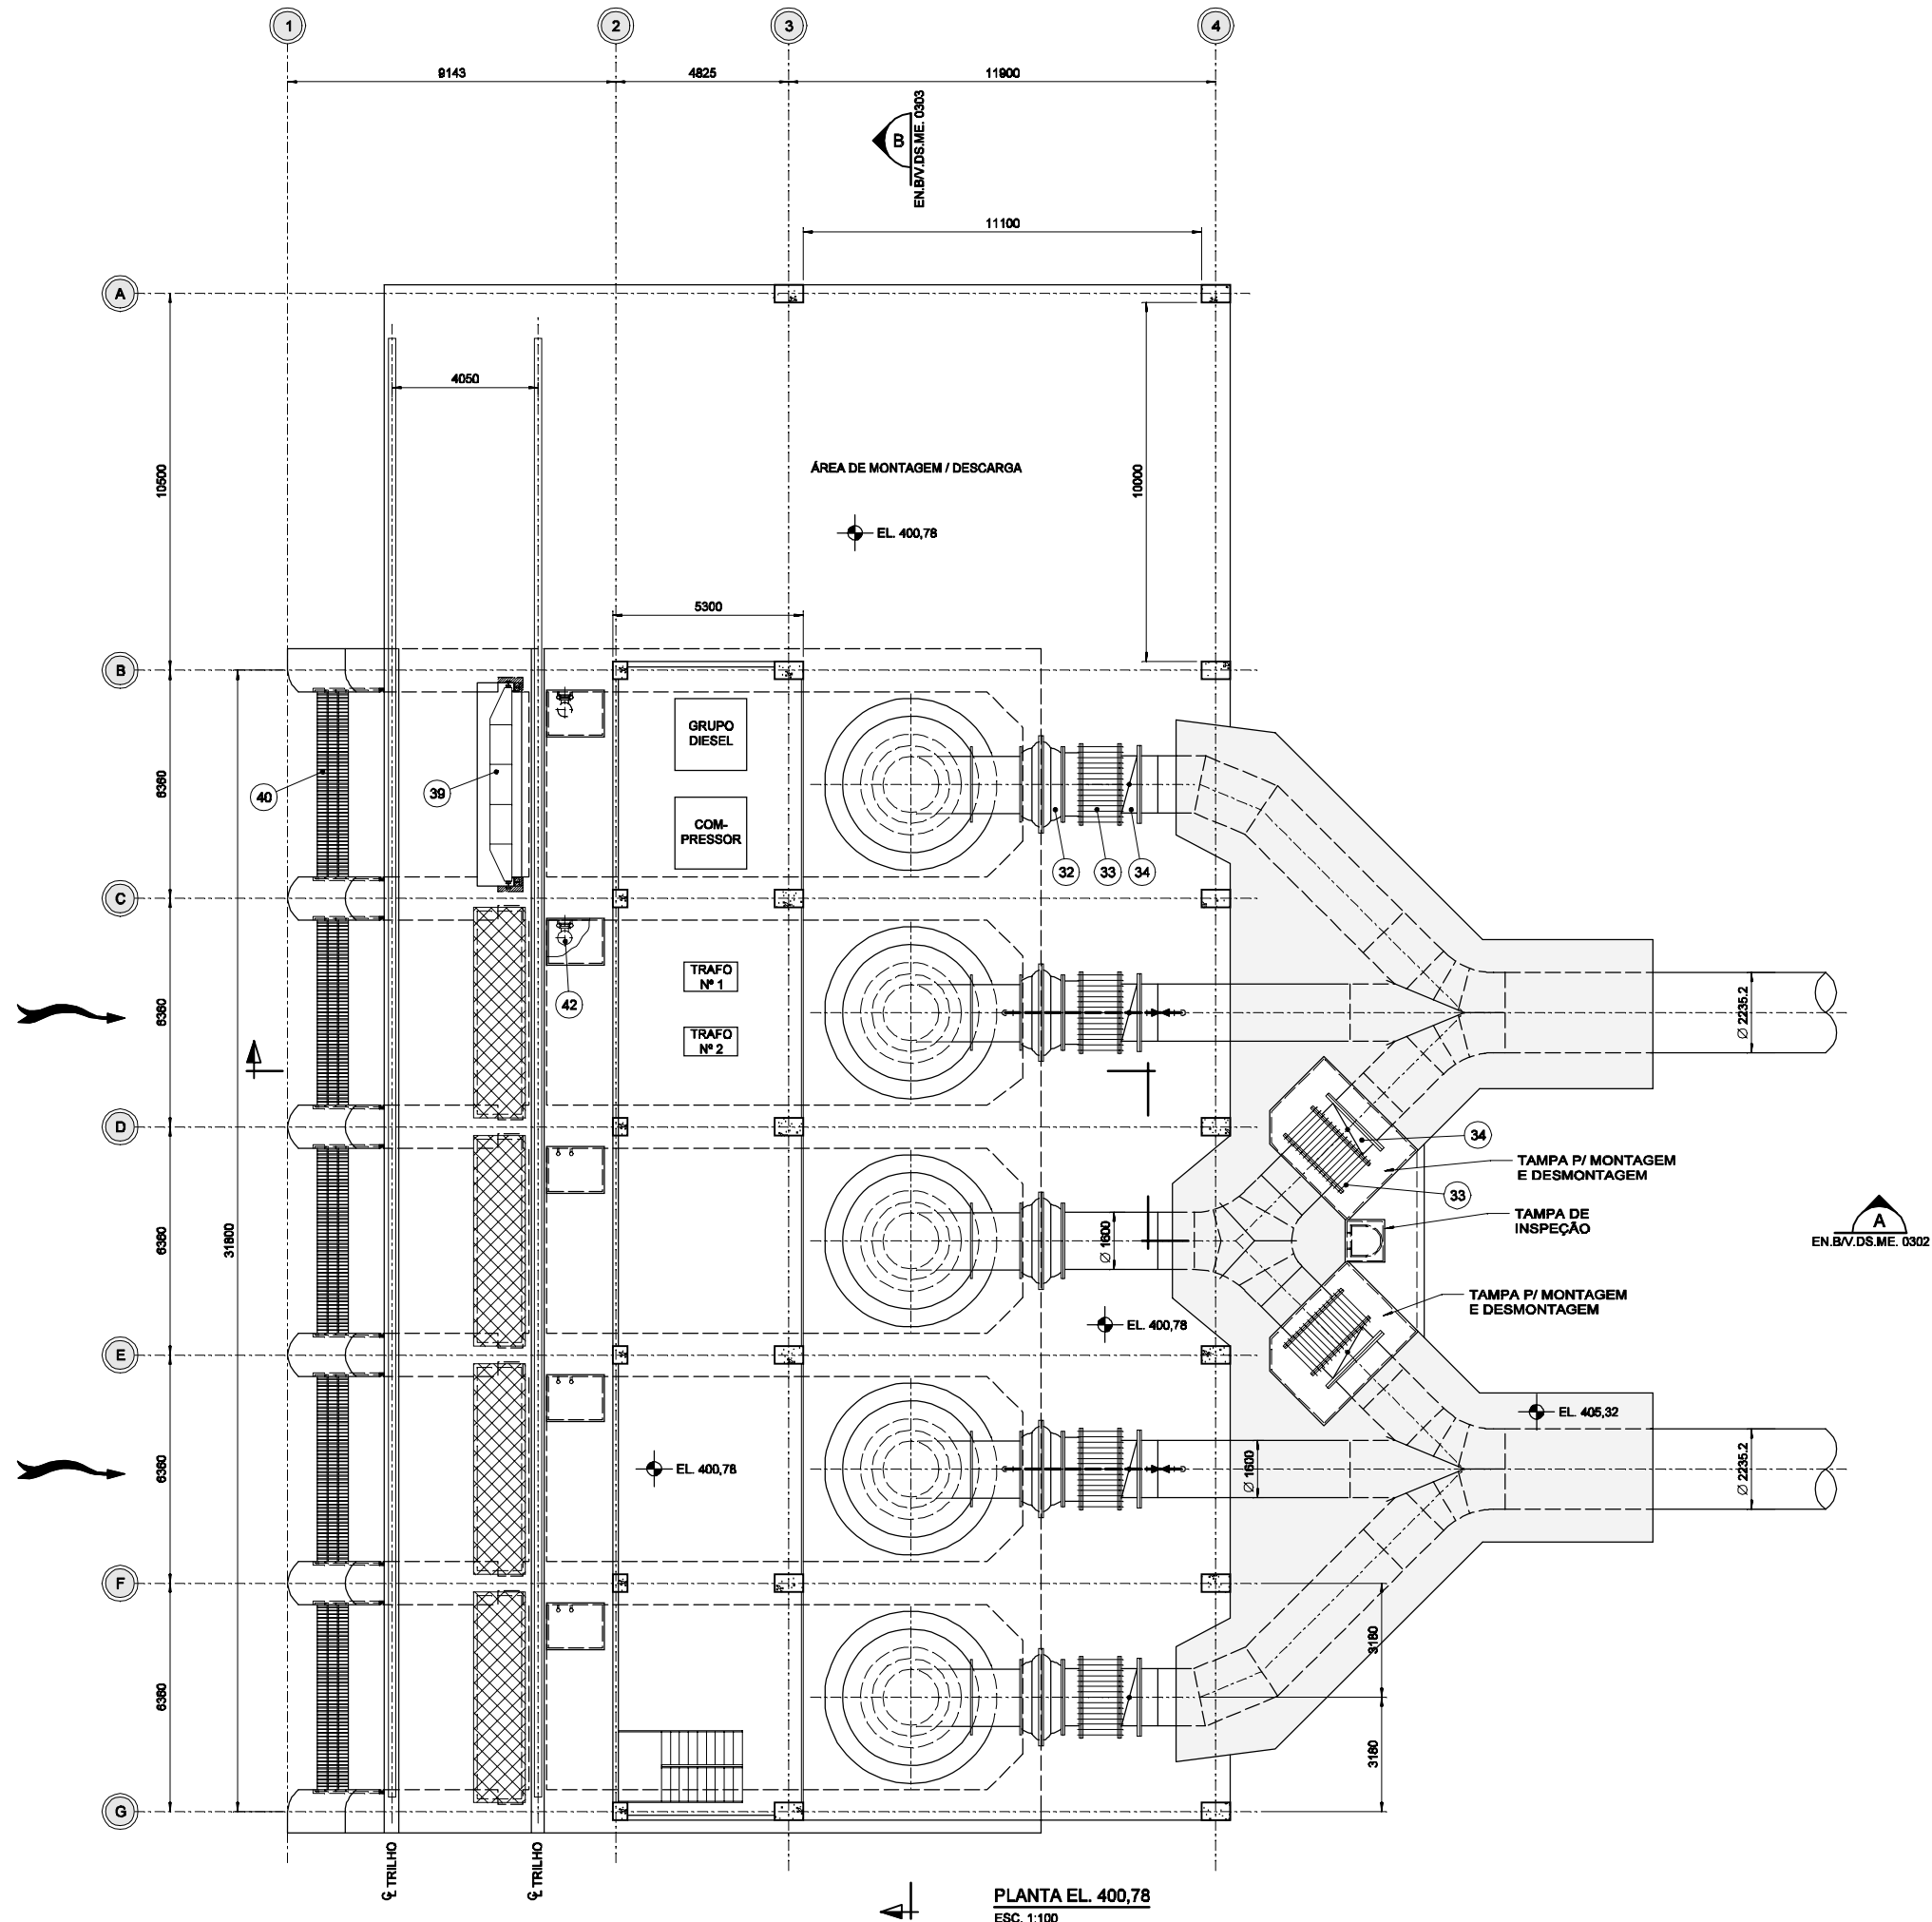 1
2
3
4
9143
4825
11900
B
EN.B/V.DS.ME. 0303
11100
A
4050
10500
10000
ÁREA DE MONTAGEM / DESCARGA
EL. 400,78
5300
B
GRUPO
DIESEL
6360
40
39
COM-
PRESSOR
32
33
34
C
TRAFO
Nº 1
42
6360
TRAFO
Nº 2
Ø 2235.2
D
34
TAMPA P/ MONTAGEM
E DESMONTAGEM
33
TAMPA DE
INSPEÇÃO
A
EN.B/V.DS.ME. 0302
6360
31800
Ø 1600
TAMPA P/ MONTAGEM
E DESMONTAGEM
EL. 400,78
E
EL. 405,32
6360
EL. 400,78
Ø 1600
Ø 2235.2
F
3180
6360
3180
G
℄ TRILHO
℄ TRILHO
PLANTA EL. 400,78
ESC. 1:100